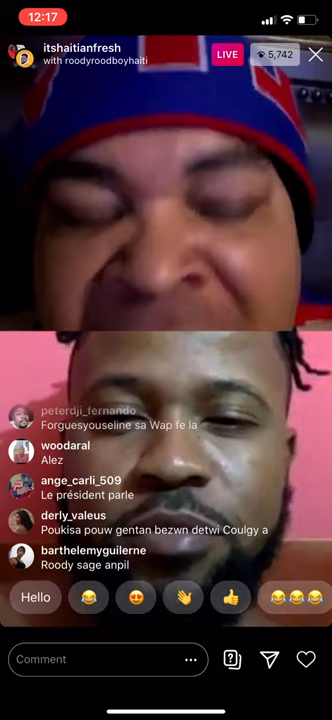 12:17
itshaitianfresh
with roodyroodboyhaiti
LIVE
5,742
peterdji_fernando
Forguesyouseline sa Wap fe la
woodaral
Alez
ange_carli_509
Le président parle
derly_valeus
Poukisa pouw gentan bezwn detwi Coulgy a
barthelemyguilerne
Roody sage anpil
Hello
Comment